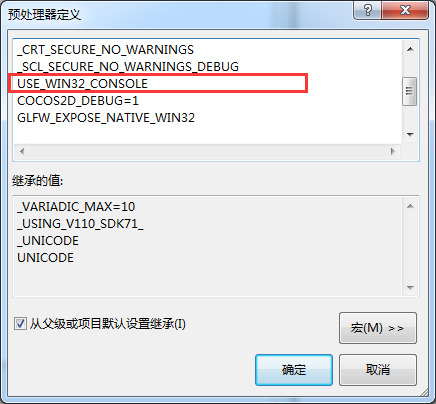 预处理器定义
_CRT_SECURE_NO_WARNINGS
_SCL_SECURE_NO_WARNINGS_DEBUG
USE_WIN32_CONSOLE
COCOS2D_DEBUG=1
GLFW_EXPOSE_NATIVE_WIN32
继承的值:
_VARIADIC_MAX=10
_USING_V110_SDK71_
_UNICODE
UNICODE
从父级或项目默认设置继承(I)
宏(M) >>
确定
取消